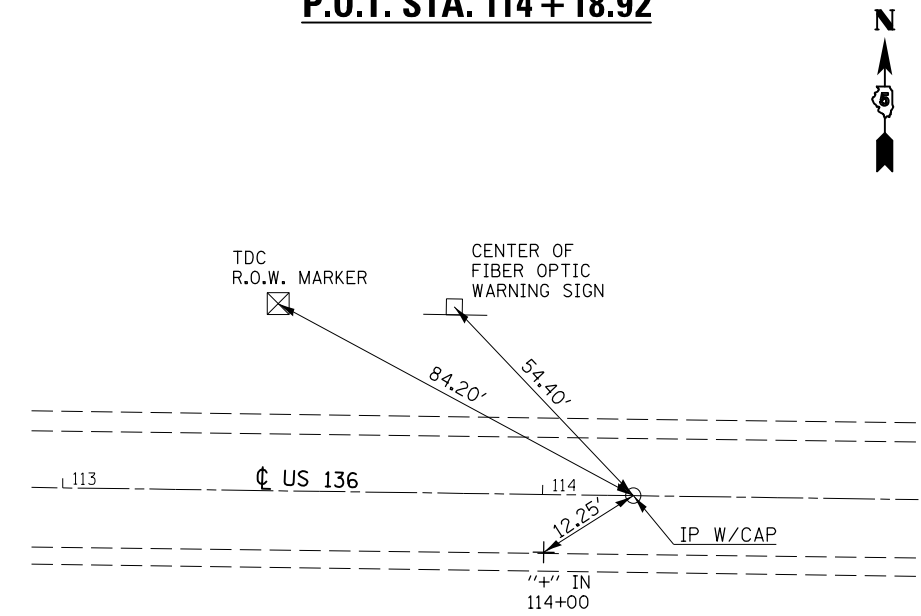 P.O.T. STA. 114+18.92
N
5
TDC
R.O.W. MARKER
CENTER OF
FIBER OPTIC
WARNING SIGN
84.20'
54.40'
113
℄ US 136
114
12.25'
IP W/CAP
"+" IN
114+00